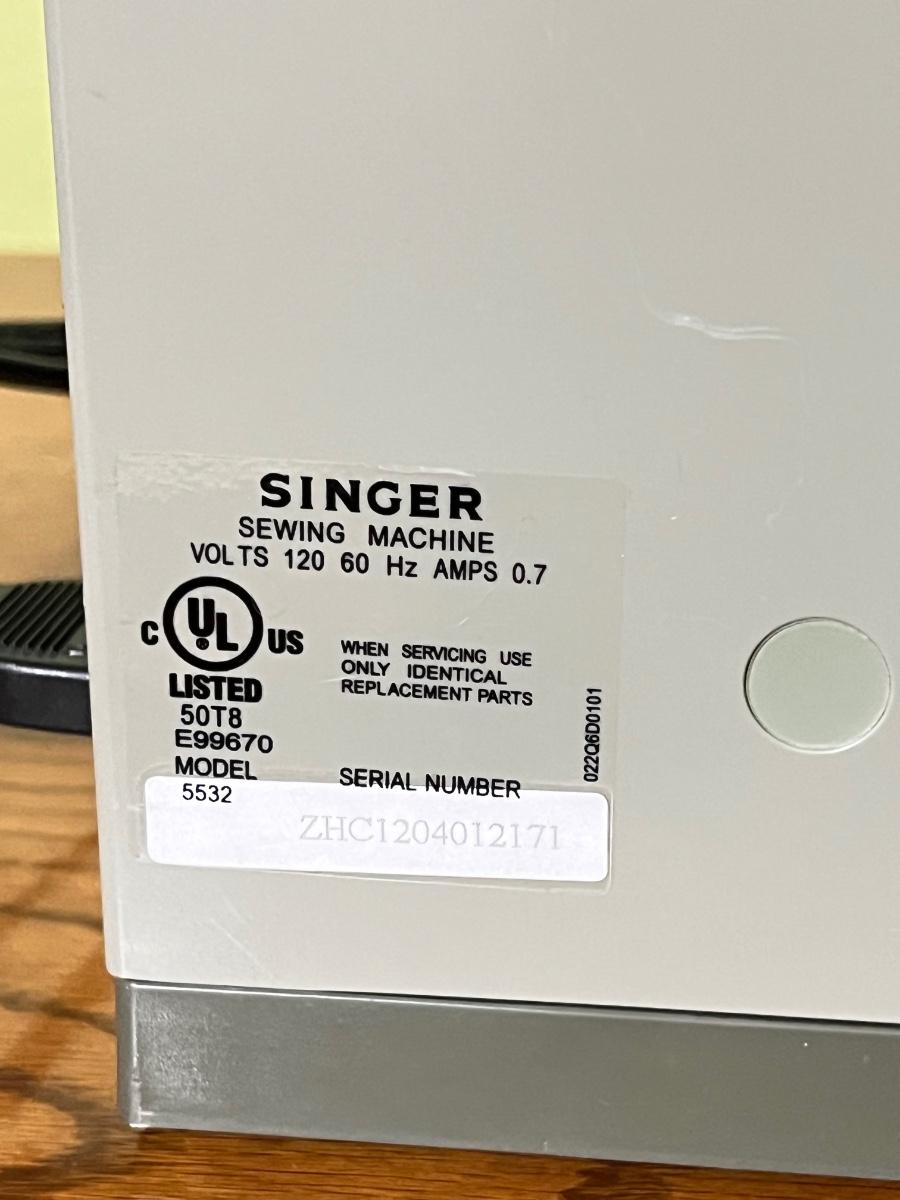 SINGER
SEWING MACHINE
VOLTS 120 60 Hz AMPS 0.7
C UL US
®
LISTED
50T8
E99670
MODEL
5532
WHEN SERVICING USE
ONLY IDENTICAL
REPLACEMENT PARTS
SERIAL NUMBER
ZHC1204012171
022Q6D0101